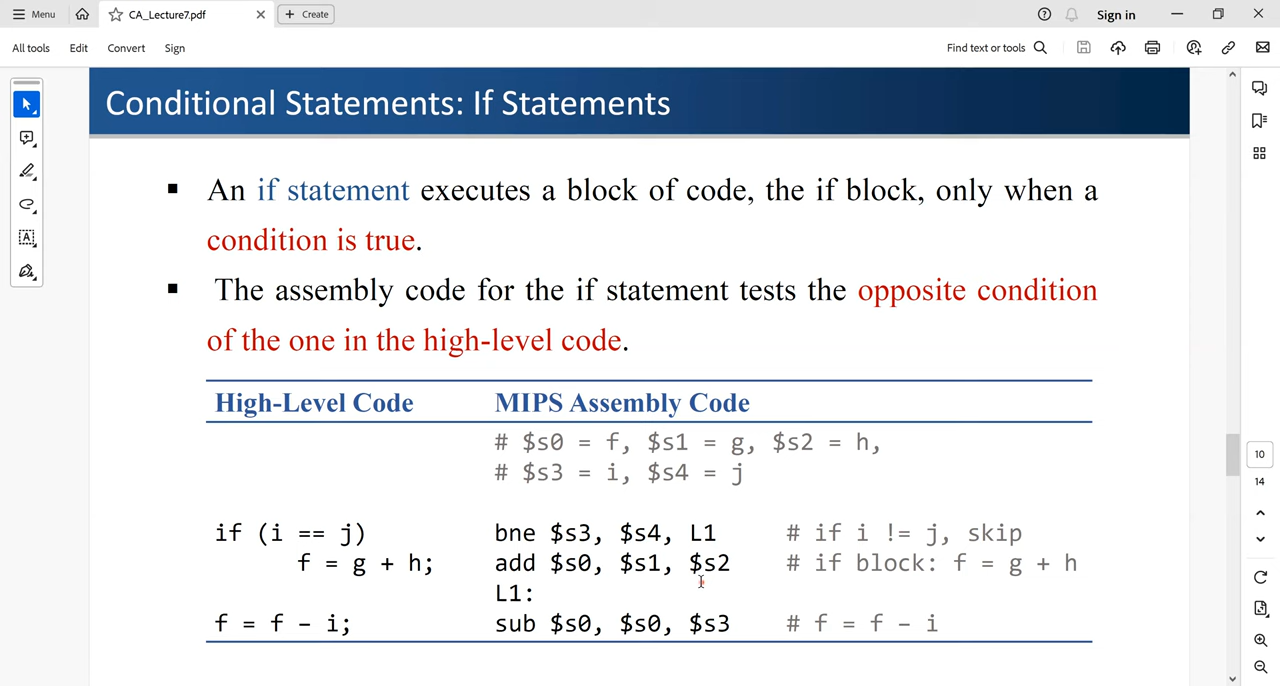 Menu
CA_Lecture7.pdf
Create
Sign in
All tools
Edit
Convert
Sign
Find text or tools
Conditional Statements: If Statements
▪ An if statement executes a block of code, the if block, only when a
condition is true.
▪ The assembly code for the if statement tests the opposite condition
of the one in the high-level code.
High-Level Code MIPS Assembly Code
# $s0 = f, $s1 = g, $s2 = h,
# $s3 = i, $s4 = j
if (i == j) bne $s3, $s4, L1 # if i != j, skip
f = g + h; add $s0, $s1, $s2 # if block: f = g + h
L1:
f = f – i; sub $s0, $s0, $s3 # f = f – i
10
14